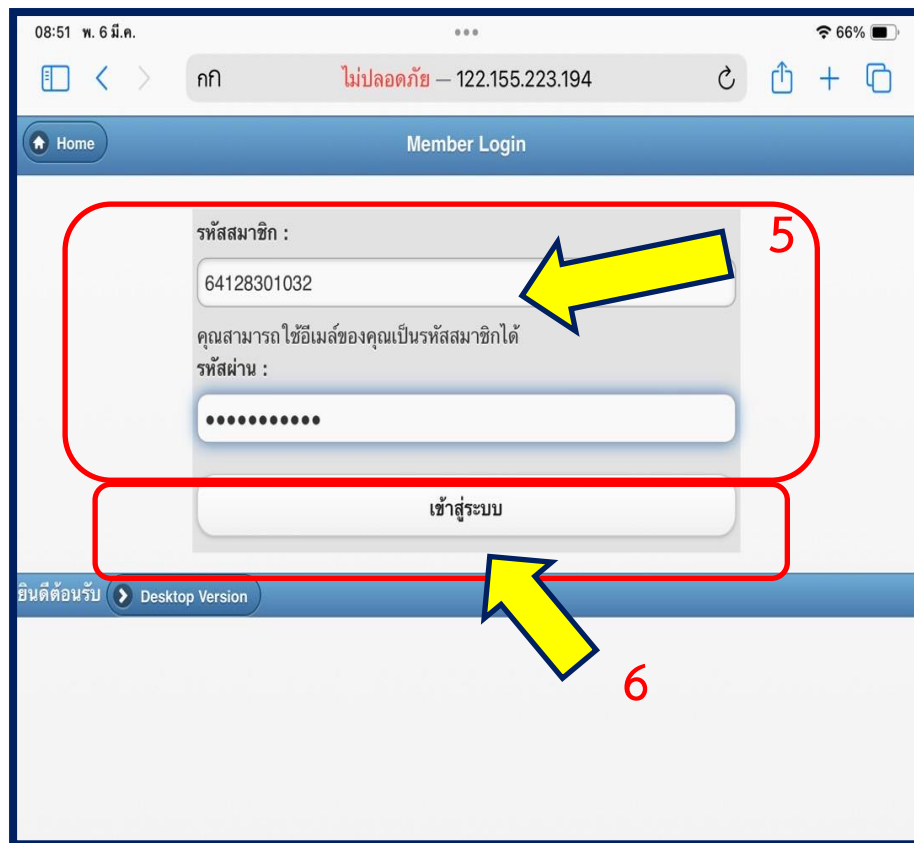 08:51 พ. 6 มี.ค.
66%
กกิ ไม่ปลอดภัย — 122.155.223.194
Home
Member Login
5
รหัสสมาชิก :
64128301032
คุณสามารถใช้อีเมล์ของคุณเป็นรหัสสมาชิกได้
รหัสผ่าน :
•••••••••••
เข้าสู่ระบบ
ยินดีต้อนรับ Desktop Version
6